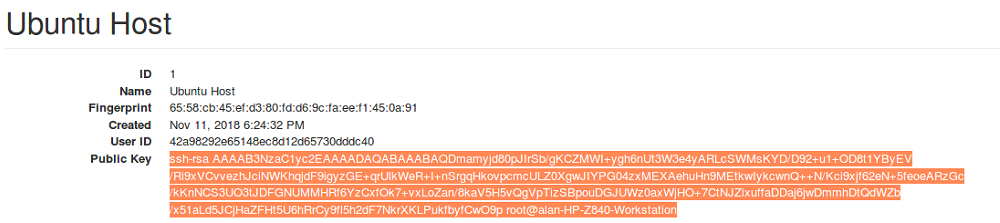 Ubuntu Host
ID 1
Name Ubuntu Host
Fingerprint 65:58:cb:45:ef:d3:80:fd:d6:9c:fa:ee:f1:45:0a:91
Created Nov 11, 2018 6:24:32 PM
User ID 42a98292e65148ec8d12d65730dddc40
Public Key ssh-rsa AAAAB3NzaC1yc2EAAAADAQABAAABAQDmamyjd80pJIrSb/gKCZMWI+ygh6nUt3W3e4yARLcSWMsKYD/D92+u1+OD8t1YByEV
/Ri9xVCvvezhJciNWKhqjdF9igyzGE+qrUlkWeR+I+nSrgqHkovpcmcULZ0XgwJIYPG04zxMEXAehuHn9MEtkwIykcwnQ++N/Kci9xjf62eN+5feoeARzGc
/kKnNCS3UO3tJDFGNUMMHRf6YzCxfOk7+vxLoZan/8kaV5H5vQgVpTizSBpouDGJUWz0axWjHO+7CtNJZixuffaDDaj6jwDmmhDtQdWZb
/x51aLd5JCjHaZFHt5U6hRrCy9fl5h2dF7NkrXKLPukfbyfCwO9p root@alan-HP-Z840-Workstation